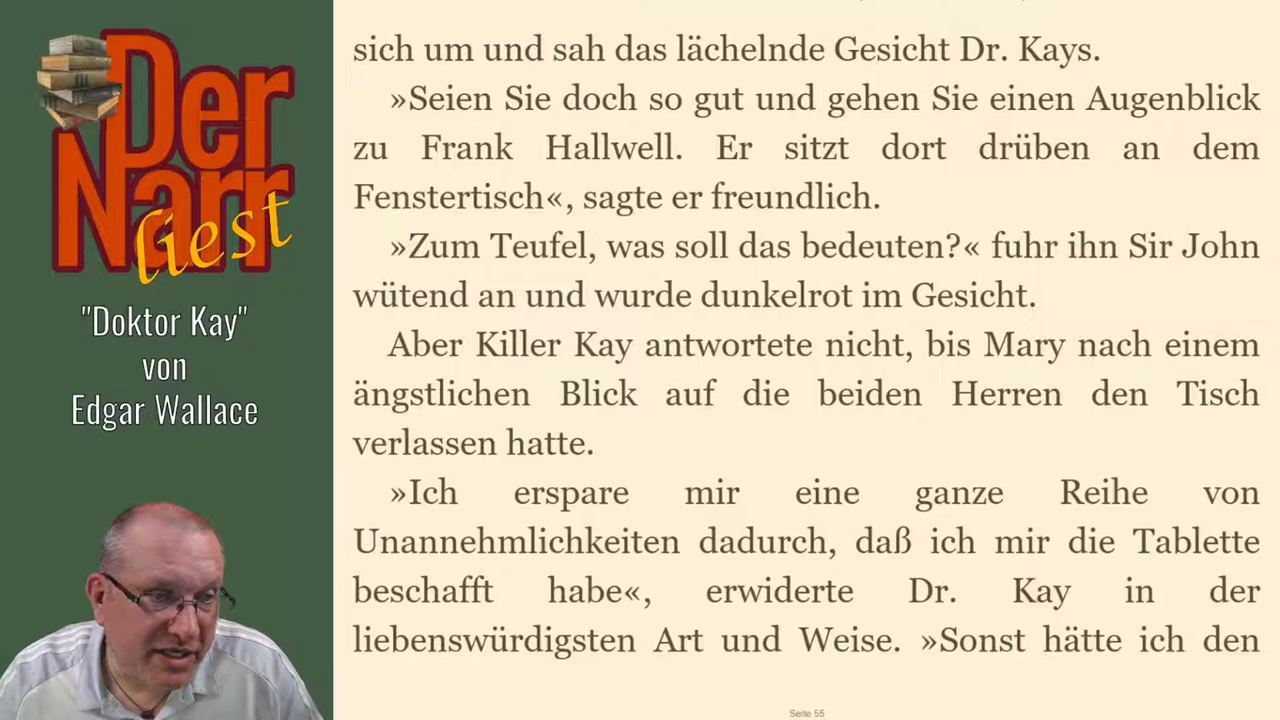 Der
Narr
liest
"Doktor Kay"
von
Edgar Wallace
sich um und sah das lächelnde Gesicht Dr. Kays.
»Seien Sie doch so gut und gehen Sie einen Augenblick
zu Frank Hallwell. Er sitzt dort drüben an dem
Fenstertisch«, sagte er freundlich.
»Zum Teufel, was soll das bedeuten?« fuhr ihn Sir John
wütend an und wurde dunkelrot im Gesicht.
Aber Killer Kay antwortete nicht, bis Mary nach einem
ängstlichen Blick auf die beiden Herren den Tisch
verlassen hatte.
»Ich erspare mir eine ganze Reihe von
Unannehmlichkeiten dadurch, daß ich mir die Tablette
beschafft habe«, erwiderte Dr. Kay in der
liebenswürdigsten Art und Weise. »Sonst hätte ich den
Seite 55